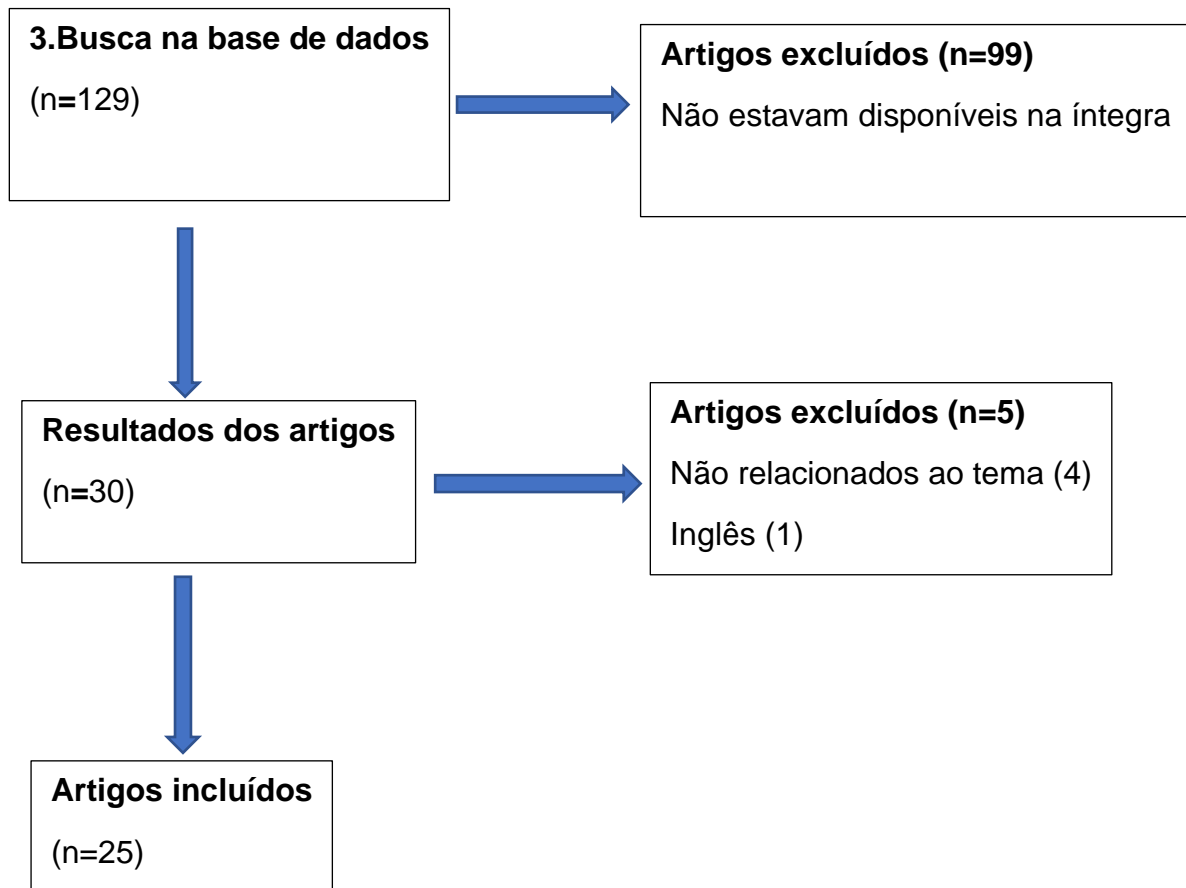 3.Busca na base de dados
(n=129)
Artigos excluídos (n=99)
Não estavam disponíveis na íntegra
Resultados dos artigos
(n=30)
Artigos excluídos (n=5)
Não relacionados ao tema (4)
Inglês (1)
Artigos incluídos
(n=25)